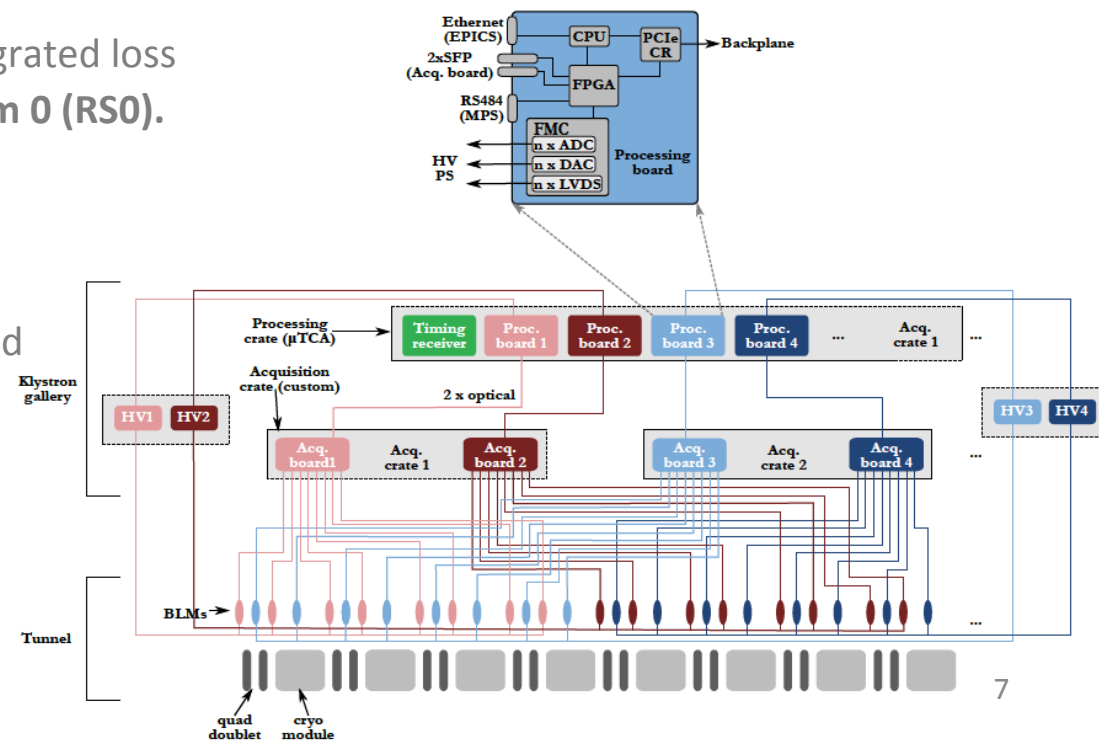 grated loss
m 0 (RS0).
d
Ethernet
(EPICS)
2xSFP
(Acq. board)
RS484
(MPS)
CPU
PCIe
CR
Backplane
FPGA
FMC
n x ADC
n x DAC
n x LVDS
Processing
board
HV
PS
Klystron
gallery
Processing
crate (µTCA)
Timing
receiver
Proc.
board 1
Proc.
board 2
Proc.
board 3
Proc.
board 4
...
Acq.
crate 1
...
Acquisition
crate (custom)
2 x optical
HV1
HV2
HV3
HV4
Acq.
board1
Acq.
crate 1
Acq.
board 2
Acq.
board 3
Acq.
crate 2
Acq.
board 4
...
BLMs
Tunnel
...
quad
doublet
cryo
module
7